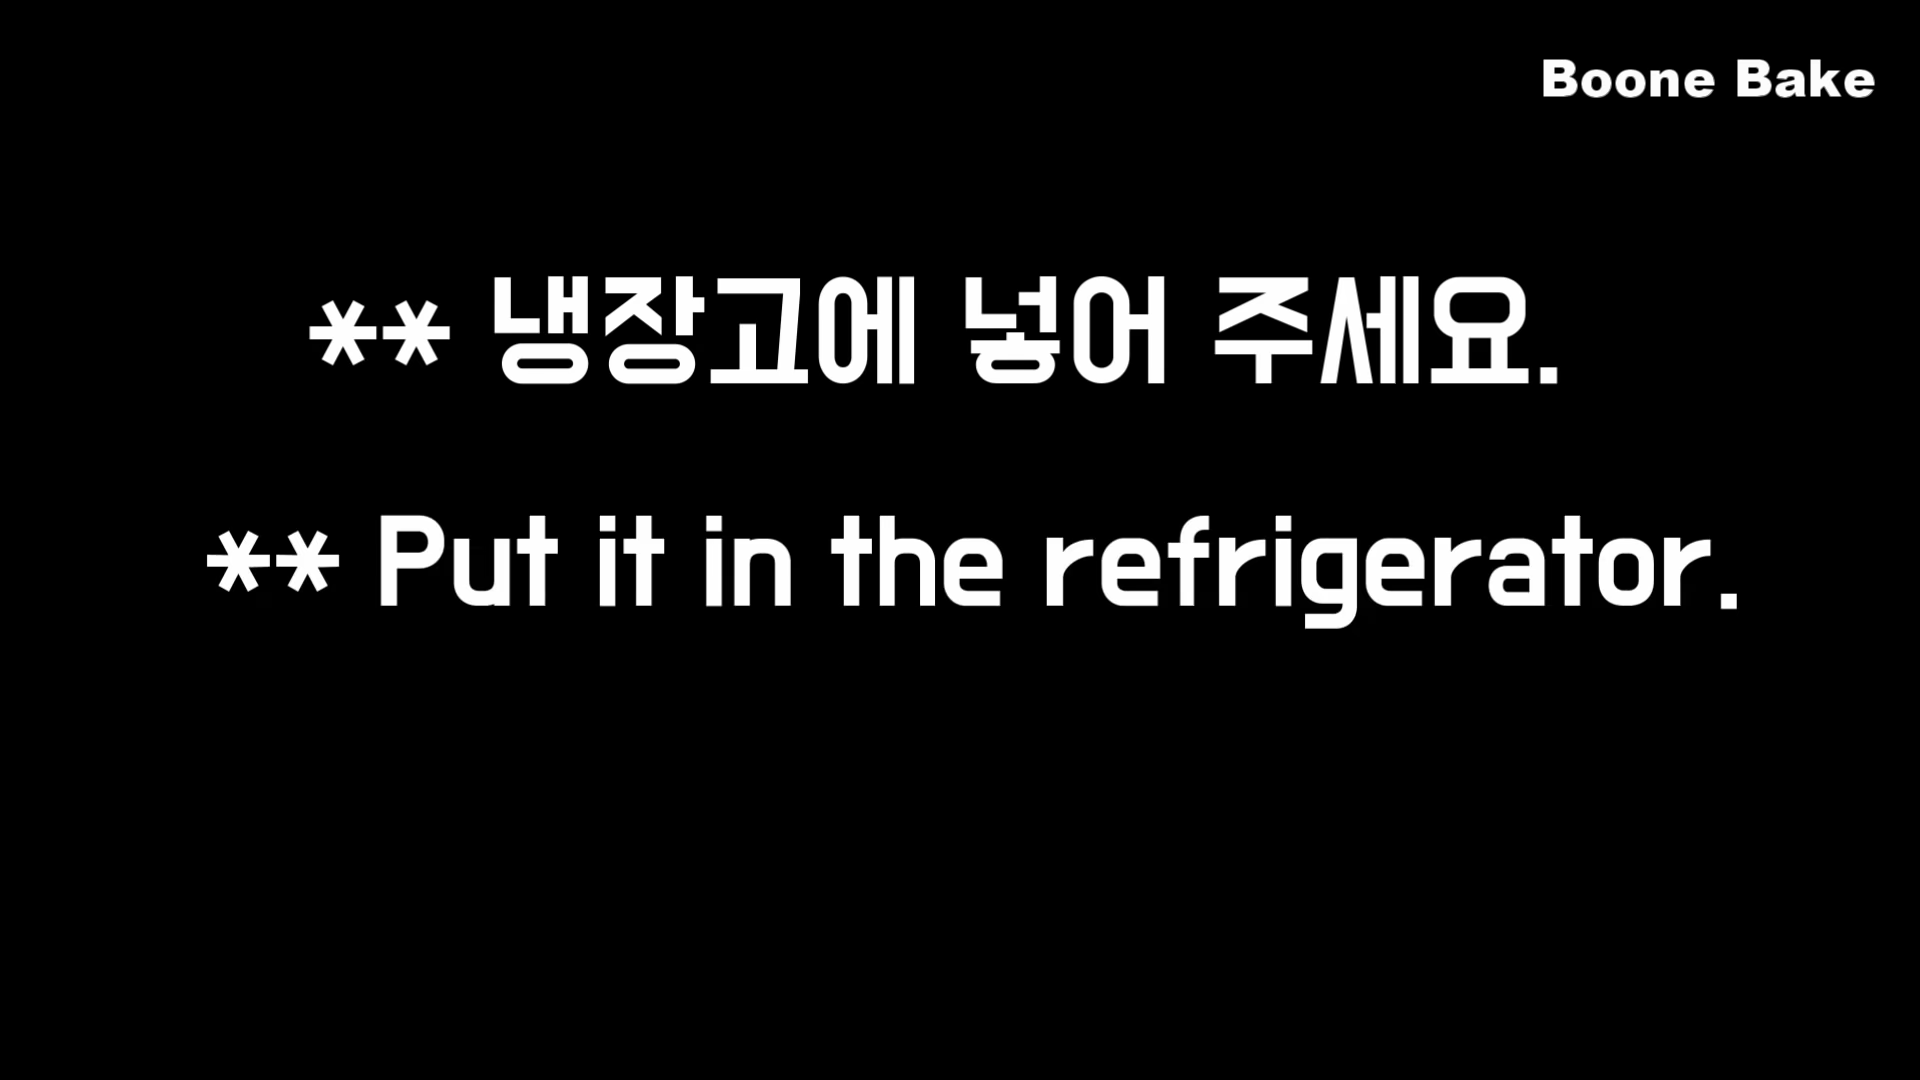 Boone Bake
** 냉장고에 넣어 주세요.
** Put it in the refrigerator.